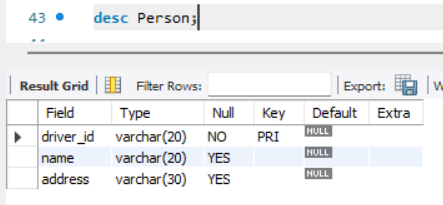 43 desc Person;
Result Grid Filter Rows: Export:
Field Type Null Key Default Extra
driver_id varchar(20) NO PRI NULL
name varchar(20) YES NULL
address varchar(30) YES NULL